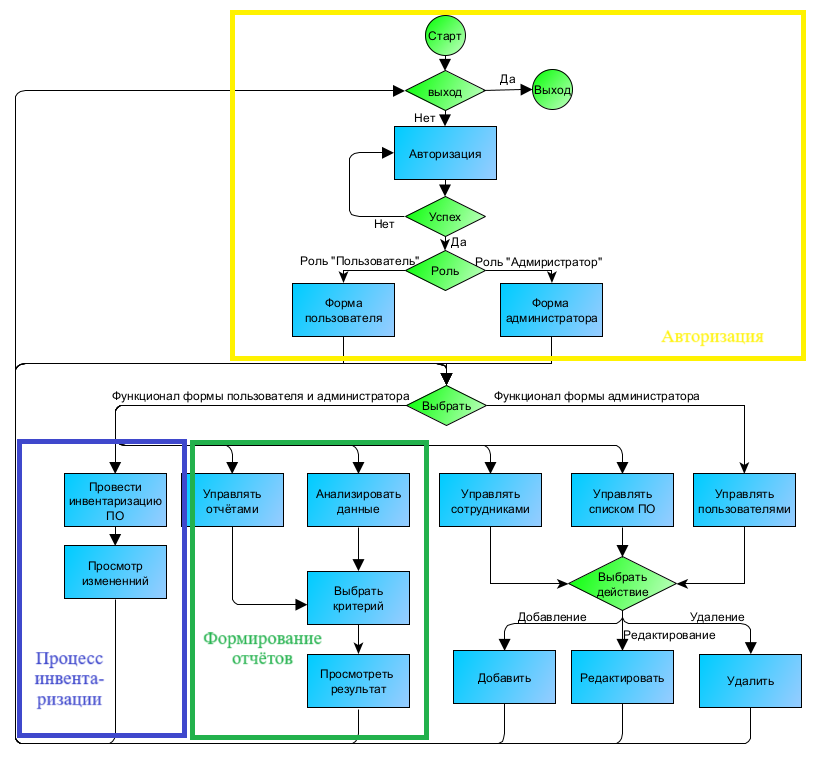 Старт
выход
Да
Выход
Нет
Авторизация
Успех
Нет
Да
Роль "Пользователь"
Роль
Роль "Адмиристратор"
Форма
пользователя
Форма
администратора
Авторизация
Функционал формы пользователя и администратора
Выбрать
Функционал формы администратора
Провести
инвентаризацию
ПО
Управлять
отчётами
Анализировать
данные
Управлять
сотрудниками
Управлять
списком ПО
Управлять
пользователями
Просмотр
измененний
Выбрать
критерий
Выбрать
действие
Добавление
Удаление
Редактирование
Процесс
инвента-
ризации
Формирование
отчётов
Просмотреть
результат
Добавить
Редактировать
Удалить